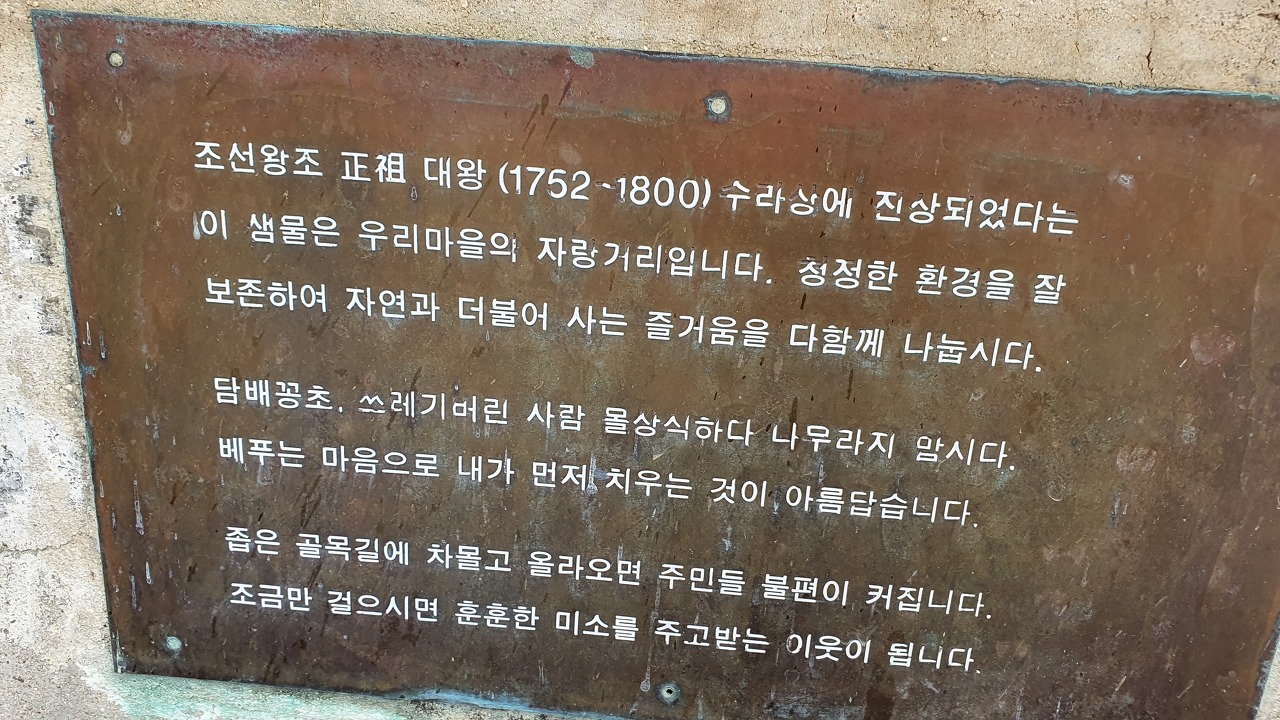 조선왕조 正祖 대왕 (1752~1800) 수라상에 진상되었다는
이 샘물은 우리마을의 자랑거리입니다. 청정한 환경을 잘
보존하여 자연과 더불어 사는 즐거움을 다함께 나눕시다.
담배꽁초, 쓰레기버린 사람 몰상식하다 나무라지 맙시다.
베푸는 마음으로 내가 먼저 치우는 것이 아름답습니다.
좁은 골목길에 차몰고 올라오면 주민들 불편이 커집니다.
조금만 걸으시면 훈훈한 미소를 주고받는 이웃이 됩니다.